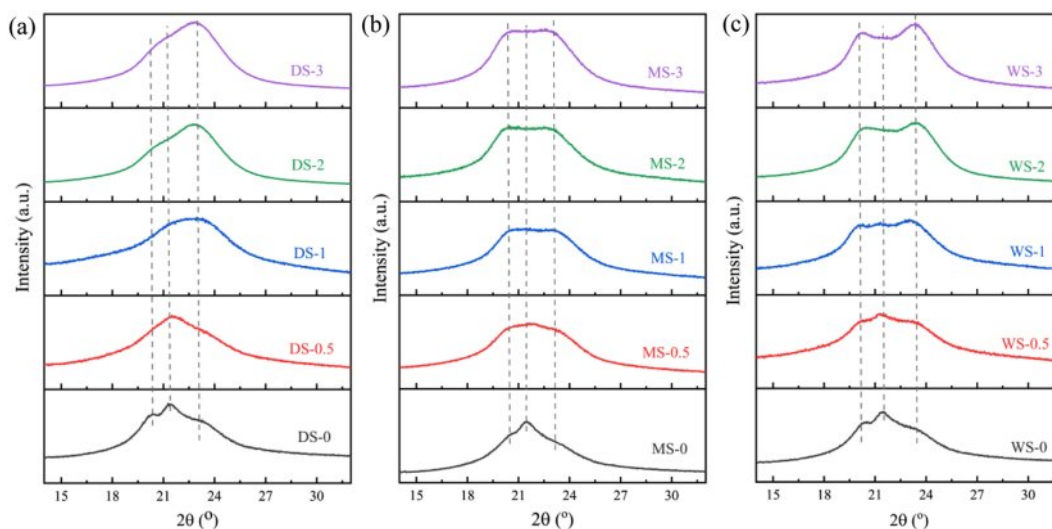 (a)
DS-3
DS-2
DS-1
DS-0.5
DS-0
Intensity (a.u.)
15 18 21 24 27 30
2θ (°)
(b)
MS-3
MS-2
MS-1
MS-0.5
MS-0
Intensity (a.u.)
15 18 21 24 27 30
2θ (°)
(c)
WS-3
WS-2
WS-1
WS-0.5
WS-0
Intensity (a.u.)
15 18 21 24 27 30
2θ (°)